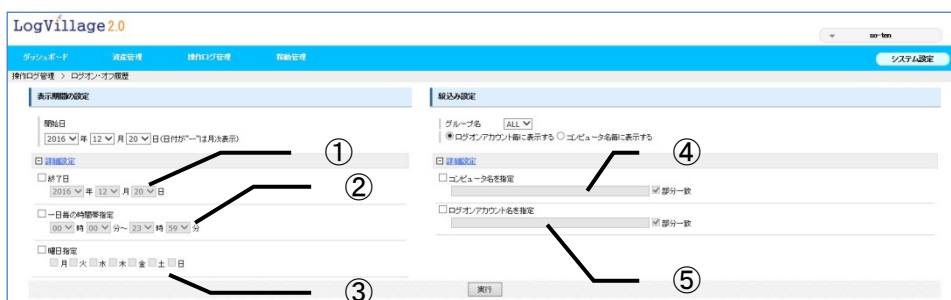 LogVillage 2.0
so-ten
ダッシュボード 資産管理 操作ログ管理 稼動管理 システム設定
操作ログ管理 > ログオン・オフ履歴
表示期間の設定
開始日
2016 年 12 月 20 日(日付が"--"は月次表示)
詳細設定
終了日
2016 年 12 月 20 日
一日毎の時間帯指定
00 時 00 分～ 23 時 59 分
曜日指定
月 火 水 木 金 土 日
①
②
③
絞込み設定
グループ名 ALL
ログオンアカウント毎に表示する コンピュータ名毎に表示する
詳細設定
コンピュータ名を指定
部分一致
ログオンアカウント名を指定
部分一致
④
⑤
実行